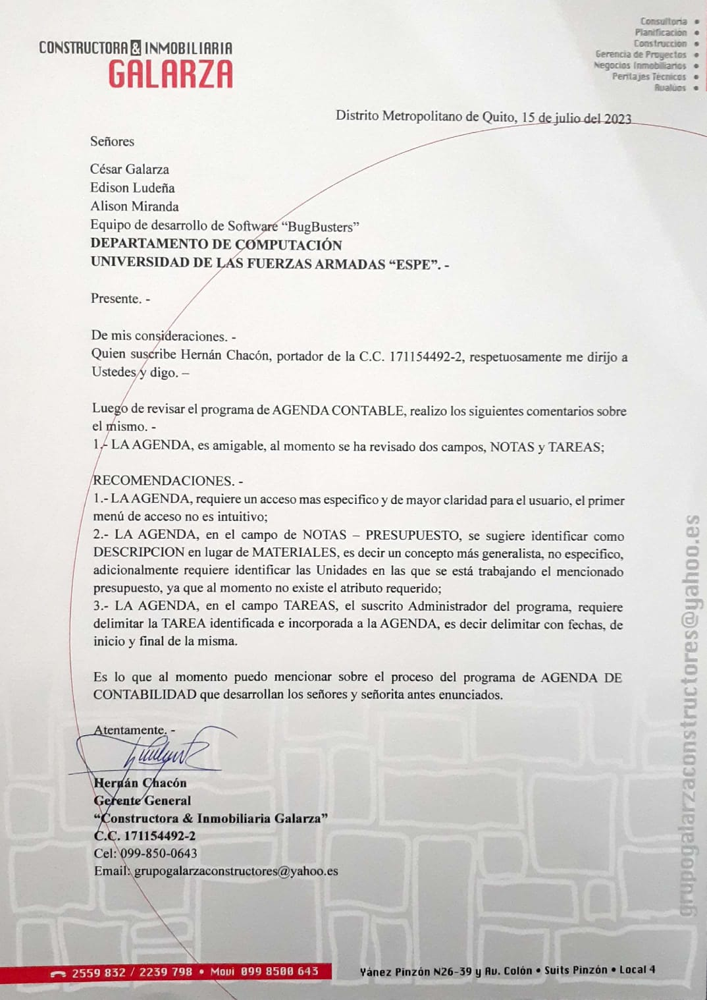 CONSTRUCTORA & INMOBILIARIA
GALARZA
Consultoria •
Planificación •
Construcción •
Gerencia de Proyectos •
Negocios Inmobiliarios •
Peritajes Técnicos •
Avalúos •
Distrito Metropolitano de Quito, 15 de julio del 2023
Señores
César Galarza
Edison Ludeña
Alison Miranda
Equipo de desarrollo de Software “BugBusters”
DEPARTAMENTO DE COMPUTACIÓN
UNIVERSIDAD DE LAS FUERZAS ARMADAS “ESPE”. -
Presente. -
De mis consideraciones. -
Quien suscribe Hernán Chacón, portador de la C.C. 171154492-2, respetuosamente me dirijo a
Ustedes y digo. –
Luego de revisar el programa de AGENDA CONTABLE, realizo los siguientes comentarios sobre
el mismo. -
1.- LA AGENDA, es amigable, al momento se ha revisado dos campos, NOTAS y TAREAS;
RECOMENDACIONES. -
1.- LA AGENDA, requiere un acceso mas especifico y de mayor claridad para el usuario, el primer
menú de acceso no es intuitivo;
2.- LA AGENDA, en el campo de NOTAS – PRESUPUESTO, se sugiere identificar como
DESCRIPCION en lugar de MATERIALES, es decir un concepto más generalista, no especifico,
adicionalmente requiere identificar las Unidades en las que se está trabajando el mencionado
presupuesto, ya que al momento no existe el atributo requerido;
3.- LA AGENDA, en el campo TAREAS, el suscrito Administrador del programa, requiere
delimitar la TAREA identificada e incorporada a la AGENDA, es decir delimitar con fechas, de
inicio y final de la misma.
Es lo que al momento puedo mencionar sobre el proceso del programa de AGENDA DE
CONTABILIDAD que desarrollan los señores y señorita antes enunciados.
Atentamente. -
Hernán Chacón
Gerente General
“Constructora & Inmobiliaria Galarza”
C.C. 171154492-2
Cel: 099-850-0643
Email: grupogalarzaconstructores@yahoo.es
grupogalarzaconstructores@yahoo.es
2559 832 / 2239 798 • Movi 099 8500 643
Yánez Pinzón N26-39 y Av. Colón • Suits Pinzón • Local 4